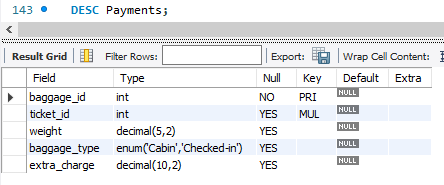 143 DESC Payments;
Result Grid Filter Rows: Export: Wrap Cell Content:
Field Type Null Key Default Extra
baggage_id int NO PRI NULL
ticket_id int YES MUL NULL
weight decimal(5,2) YES NULL
baggage_type enum('Cabin','Checked-in') YES NULL
extra_charge decimal(10,2) YES NULL